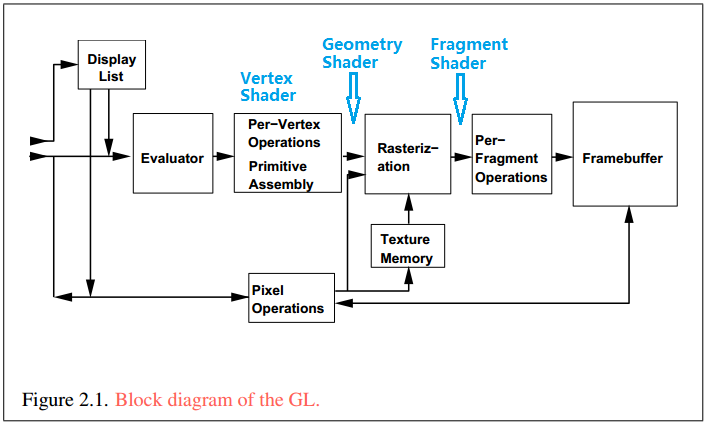 Display
List
Vertex
Shader
Geometry
Shader
Fragment
Shader
Evaluator
Per-Vertex
Operations
Primitive
Assembly
Rasteriz-
ation
Per-
Fragment
Operations
Framebuffer
Texture
Memory
Pixel
Operations
Figure 2.1. Block diagram of the GL.